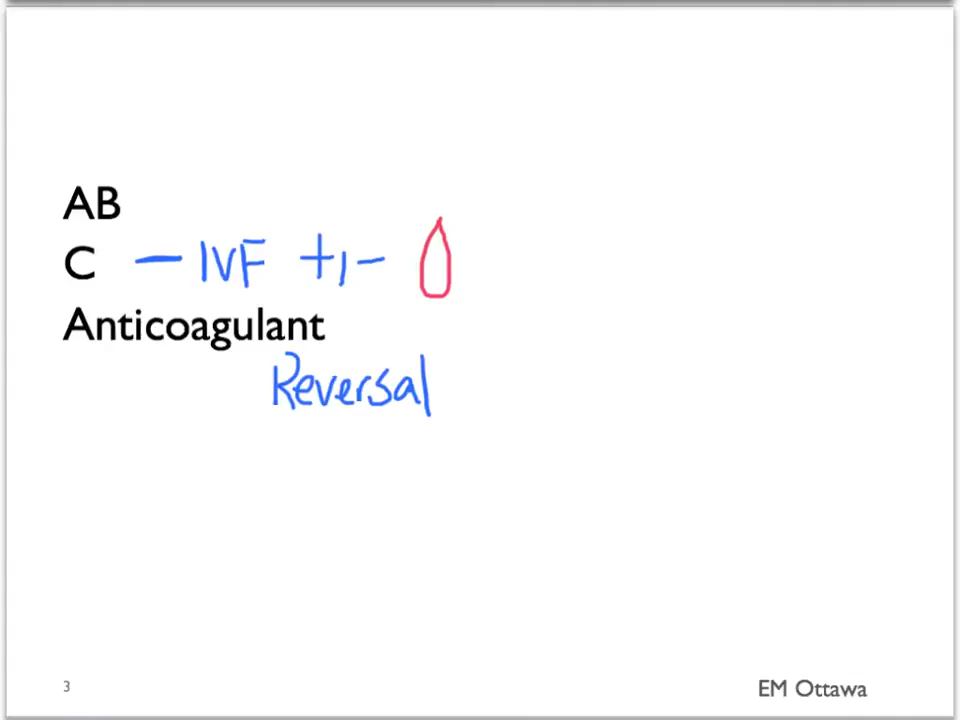 AB
C – IVF +/-
Anticoagulant
Reversal
3
EM Ottawa